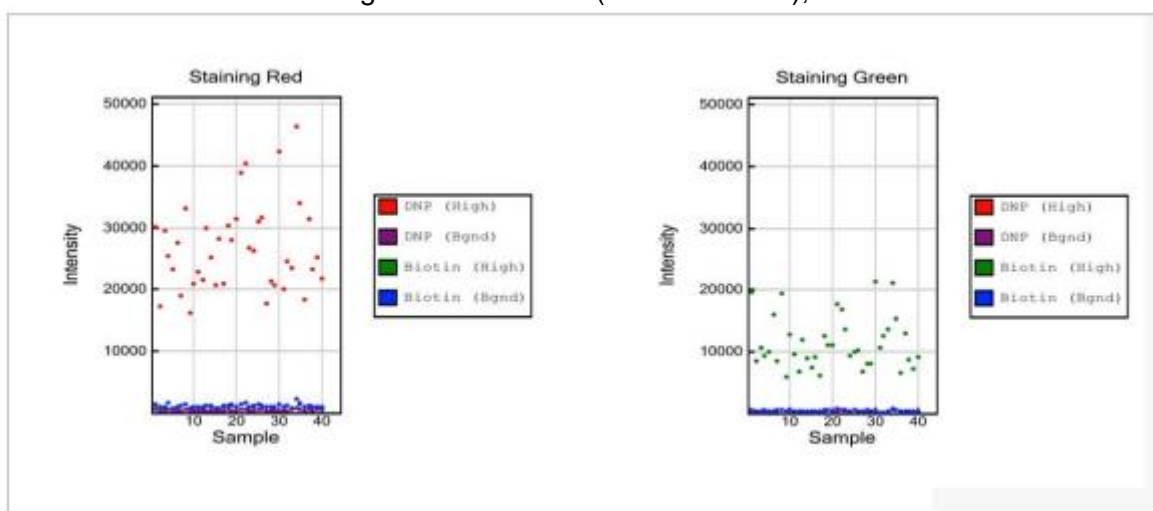 Staining Red
50000
40000
30000
20000
10000
Intensity
10 20 30 40
Sample
DNP (High)
DNP (Bgnd)
Biotin (High)
Biotin (Bgnd)
Staining Green
50000
40000
30000
20000
10000
Intensity
10 20 30 40
Sample
DNP (High)
DNP (Bgnd)
Biotin (High)
Biotin (Bgnd)